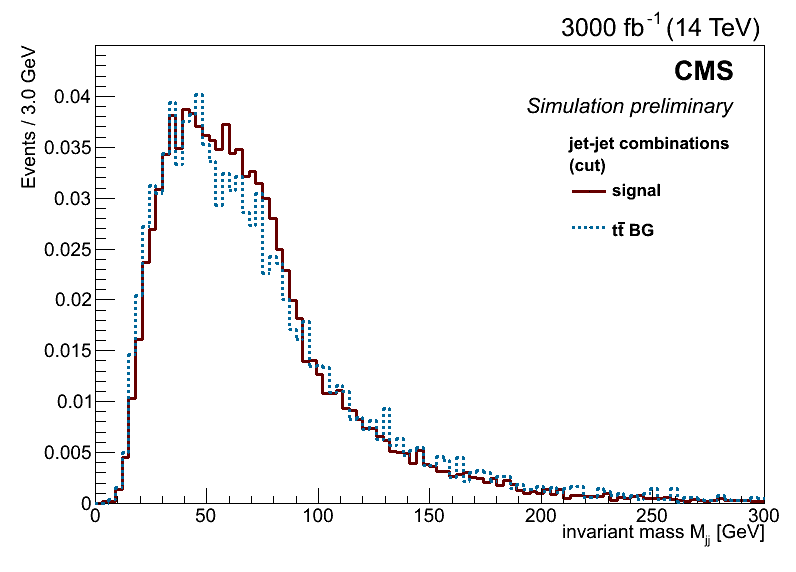 3000 fb⁻¹ (14 TeV)
CMS
Simulation preliminary
jet-jet combinations
(cut)
signal
tt̄ BG
Events / 3.0 GeV
0.04
0.035
0.03
0.025
0.02
0.015
0.01
0.005
0
0 50 100 150 200 250 300
invariant mass Mjj [GeV]